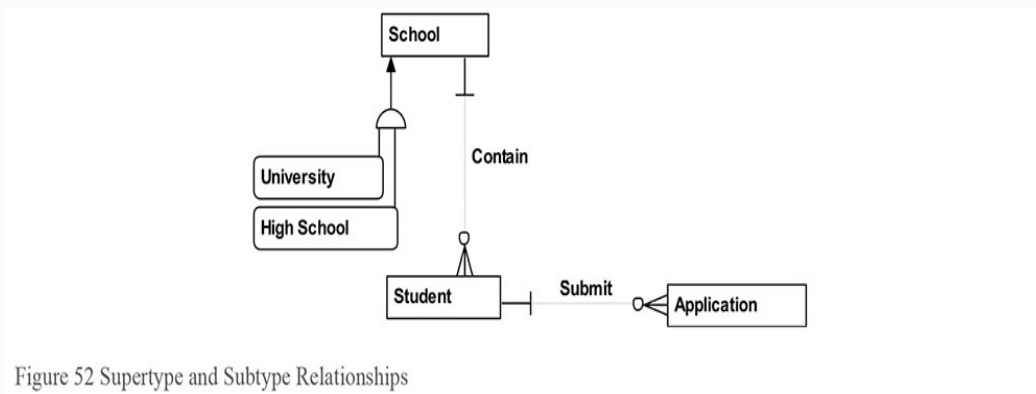 School
Contain
University
High School
Student
Submit
Application
Figure 52 Supertype and Subtype Relationships